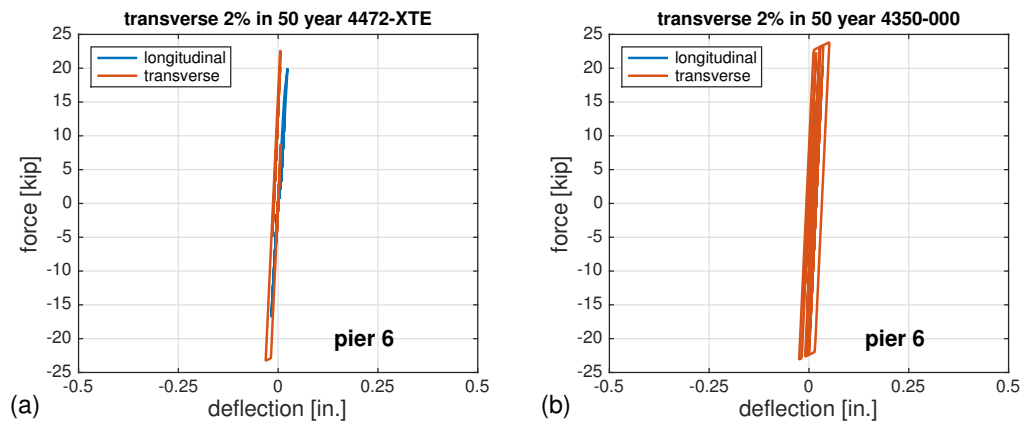 transverse 2% in 50 year 4472-XTE
25
20
15
10
5
0
-5
-10
-15
-20
-25
force [kip]
longitudinal
transverse
pier 6
-0.5
-0.25
0
0.25
0.5
(a)
deflection [in.]
transverse 2% in 50 year 4350-000
25
20
15
10
5
0
-5
-10
-15
-20
-25
force [kip]
longitudinal
transverse
pier 6
-0.5
-0.25
0
0.25
0.5
(b)
deflection [in.]